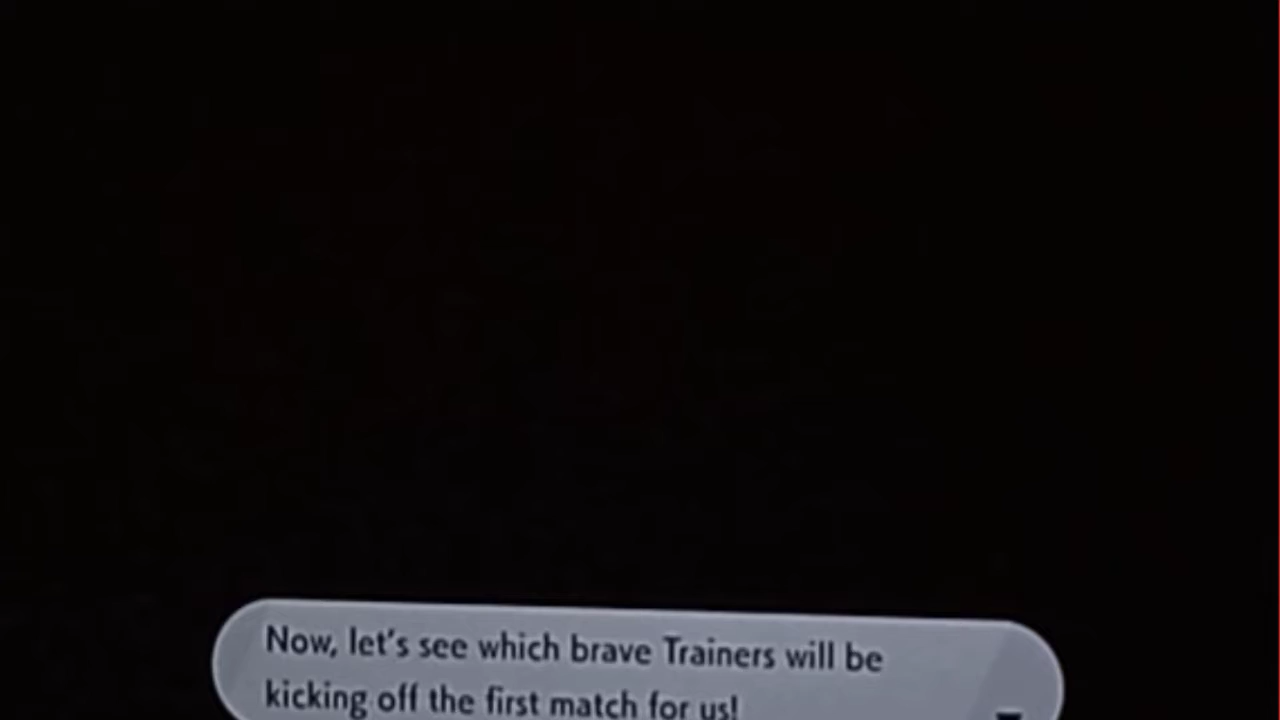 Now, let's see which brave Trainers will be
kicking off the first match for us!